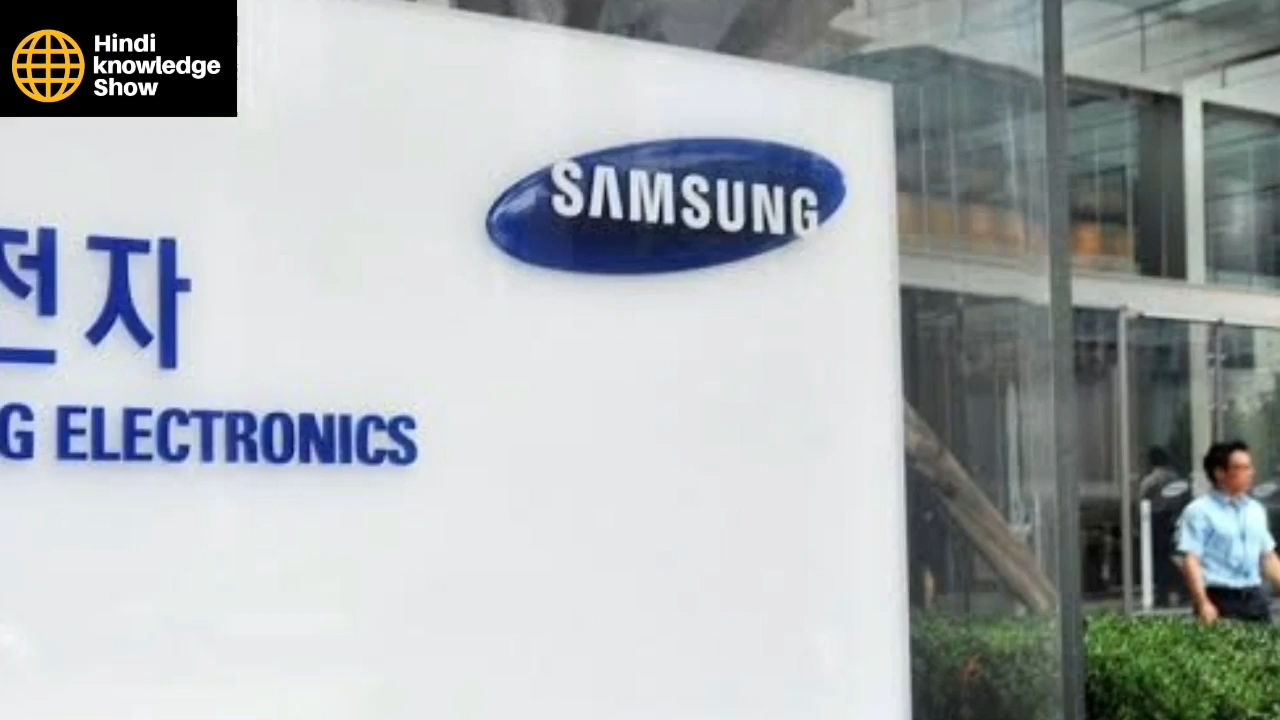 Hindi
knowledge
Show
SAMSUNG
전자
G ELECTRONICS